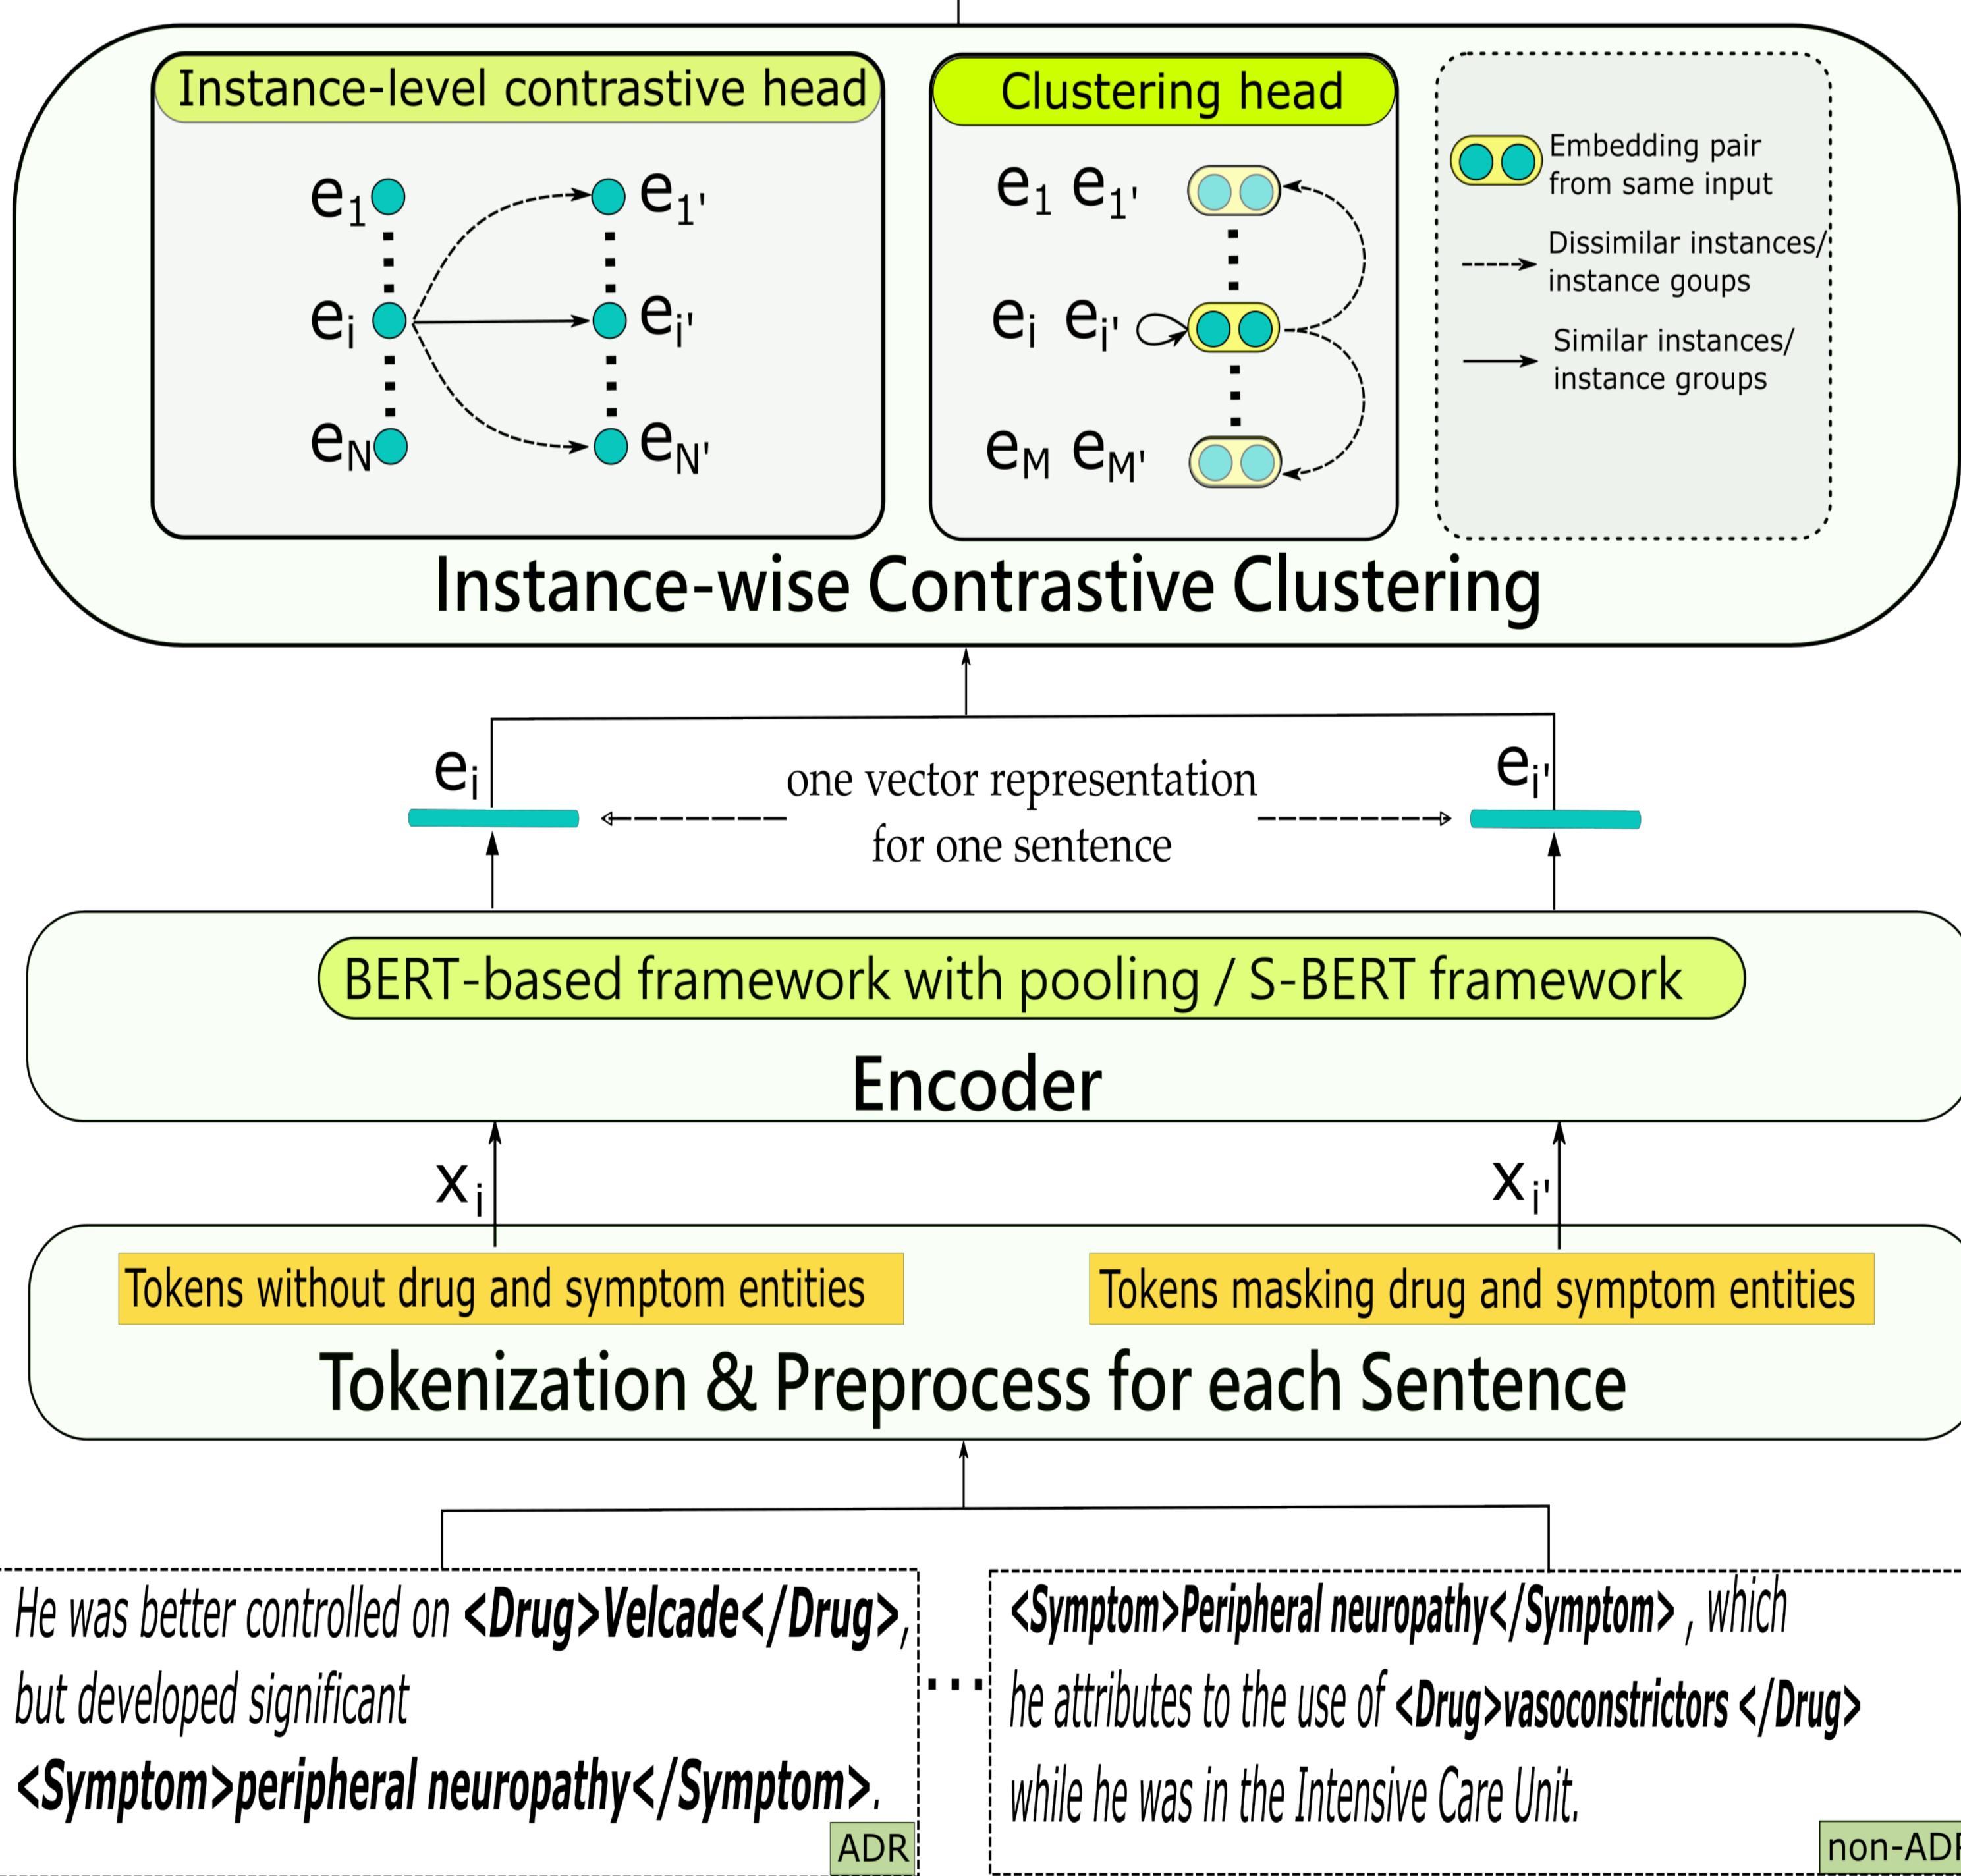 Instance-level contrastive head
e1 e1'
ei ei'
eN eN'
Clustering head
e1 e1'
ei ei'
eM eM'
Embedding pair
from same input
Dissimilar instances/
instance goups
Similar instances/
instance groups
Instance-wise Contrastive Clustering
ei
one vector representation
for one sentence
ei'
BERT-based framework with pooling / S-BERT framework
Encoder
xi
xi'
Tokens without drug and symptom entities
Tokens masking drug and symptom entities
Tokenization & Preprocess for each Sentence
He was better controlled on <Drug>Velcade</Drug>,
but developed significant
<Symptom>peripheral neuropathy</Symptom>.
ADR
...
<Symptom>Peripheral neuropathy</Symptom> , which
he attributes to the use of <Drug>vasoconstrictors </Drug>
while he was in the Intensive Care Unit.
non-ADR